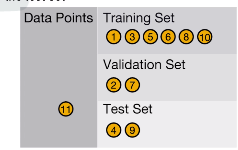 Data Points
Training Set
1 3 5 6 8 10
Validation Set
2 7
11
Test Set
4 9